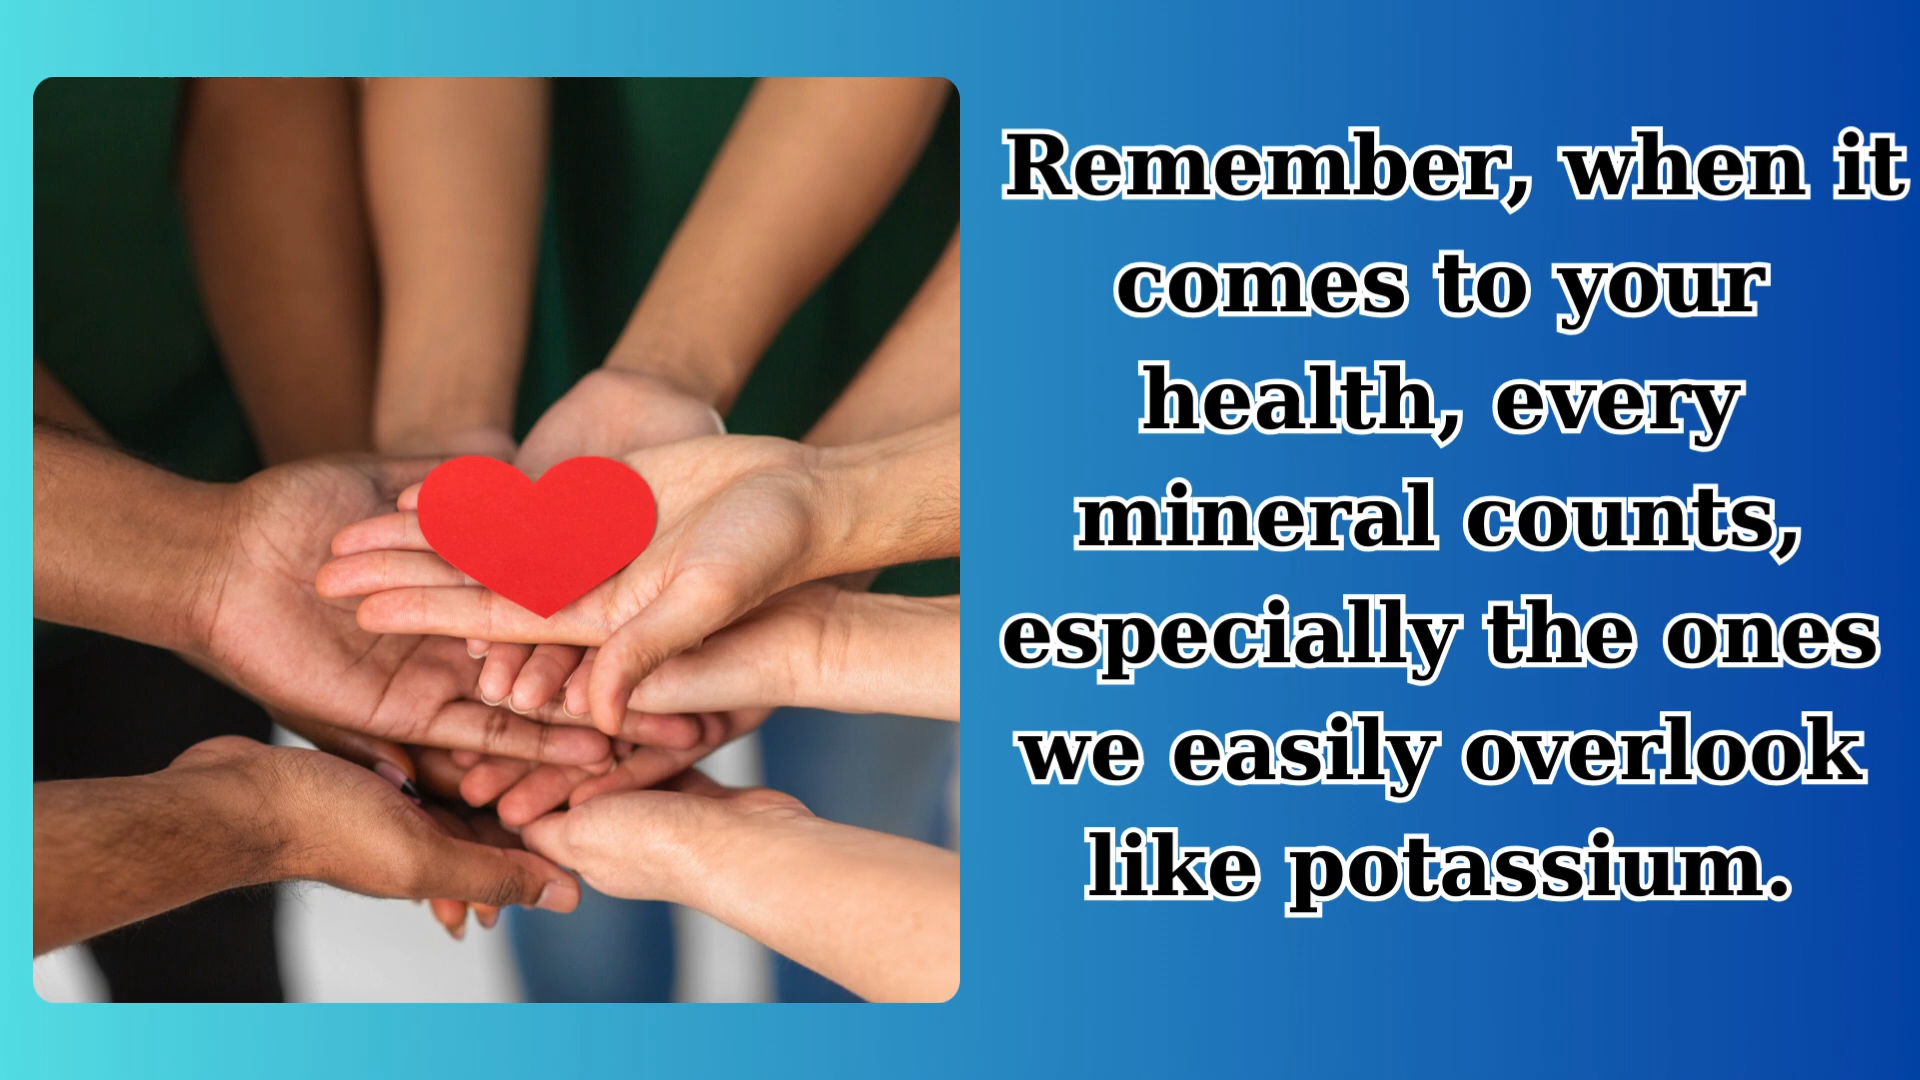 Remember, when it
comes to your
health, every
mineral counts,
especially the ones
we easily overlook
like potassium.